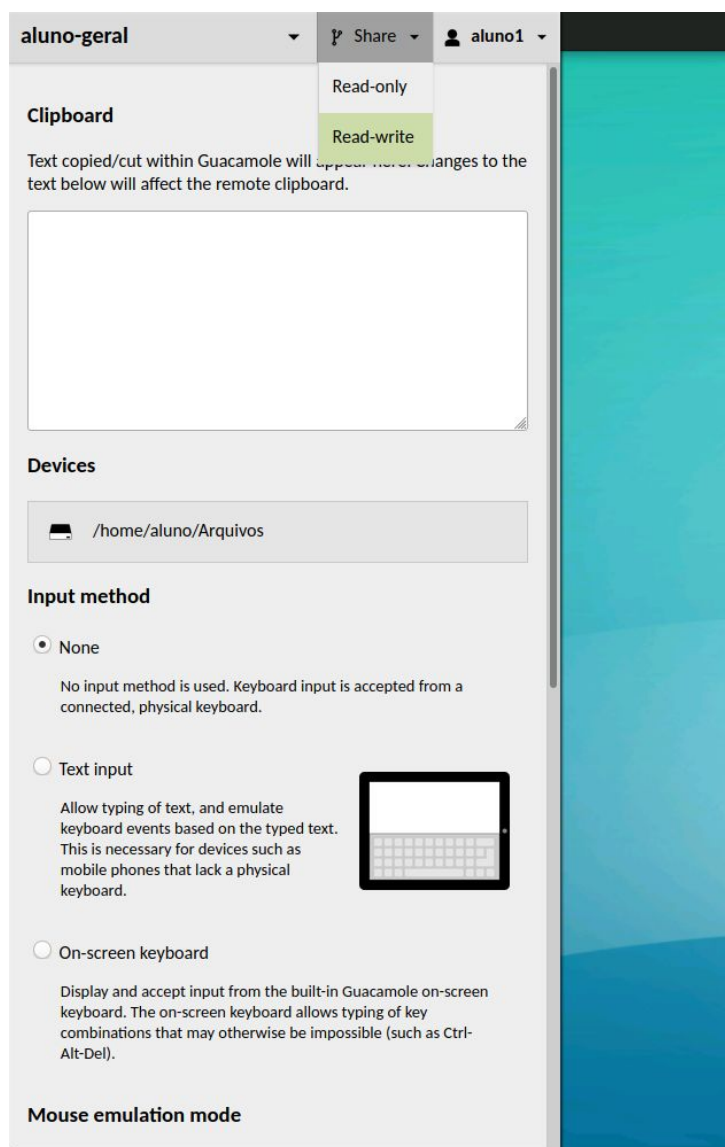 aluno-geral
Share
aluno1
Read-only
Read-write
Clipboard
Text copied/cut within Guacamole will appear here. Changes to the
text below will affect the remote clipboard.
Devices
/home/aluno/Arquivos
Input method
None
No input method is used. Keyboard input is accepted from a
connected, physical keyboard.
Text input
Allow typing of text, and emulate
keyboard events based on the typed text.
This is necessary for devices such as
mobile phones that lack a physical
keyboard.
On-screen keyboard
Display and accept input from the built-in Guacamole on-screen
keyboard. The on-screen keyboard allows typing of key
combinations that may otherwise be impossible (such as Ctrl-
Alt-Del).
Mouse emulation mode